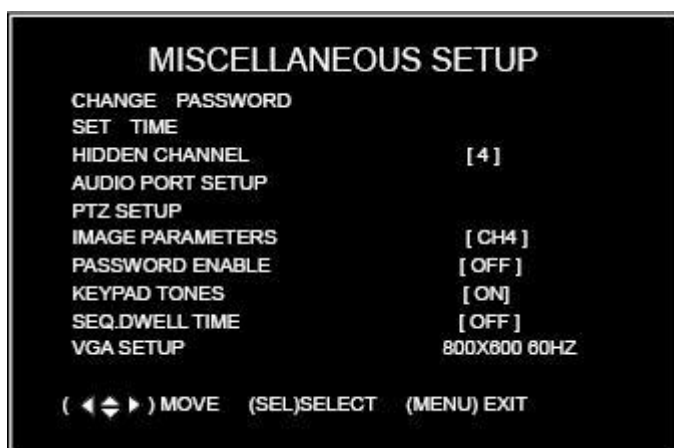 MISCELLANEOUS SETUP
CHANGE PASSWORD
SET TIME
HIDDEN CHANNEL [ 4 ]
AUDIO PORT SETUP
PTZ SETUP
IMAGE PARAMETERS [ CH4 ]
PASSWORD ENABLE [ OFF ]
KEYPAD TONES [ ON]
SEQ.DWELL TIME [ OFF ]
VGA SETUP 800X600 60HZ
( ) MOVE (SEL)SELECT (MENU) EXIT